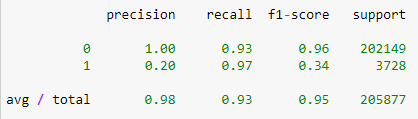 precision recall f1-score support
0 1.00 0.93 0.96 202149
1 0.20 0.97 0.34 3728
avg / total 0.98 0.93 0.95 205877